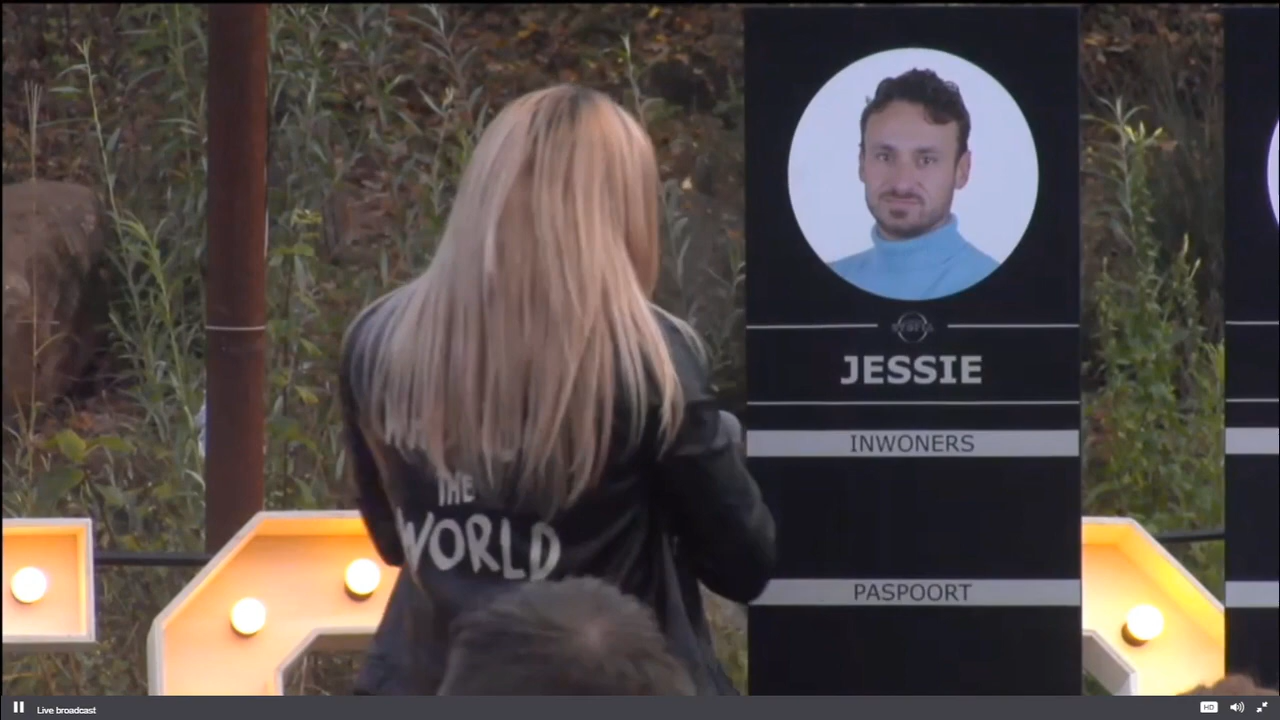 JESSIE
INWONERS
THE
WORLD
PASPOORT
Live broadcast
HD